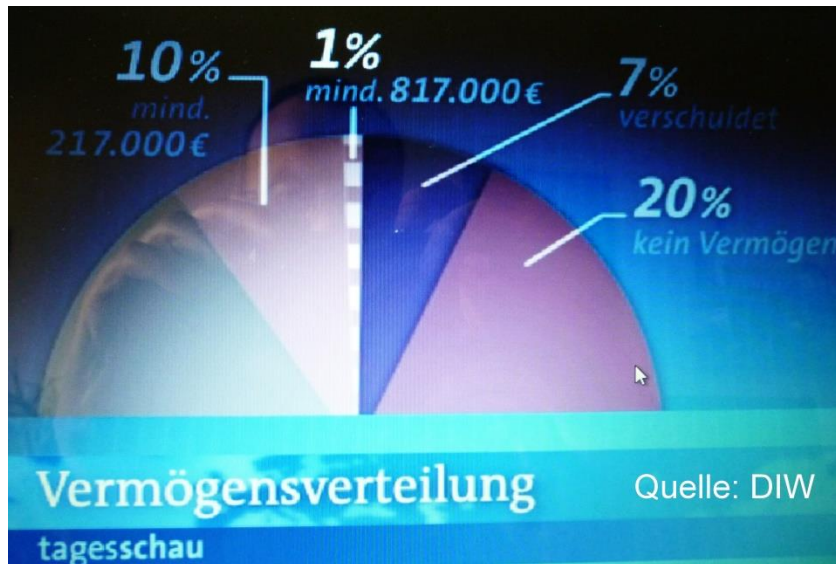 10%
mind.
217.000€
1%
mind. 817.000€
7%
verschuldet
20%
kein Vermögen
Vermögensverteilung
Quelle: DIW
tagesschau